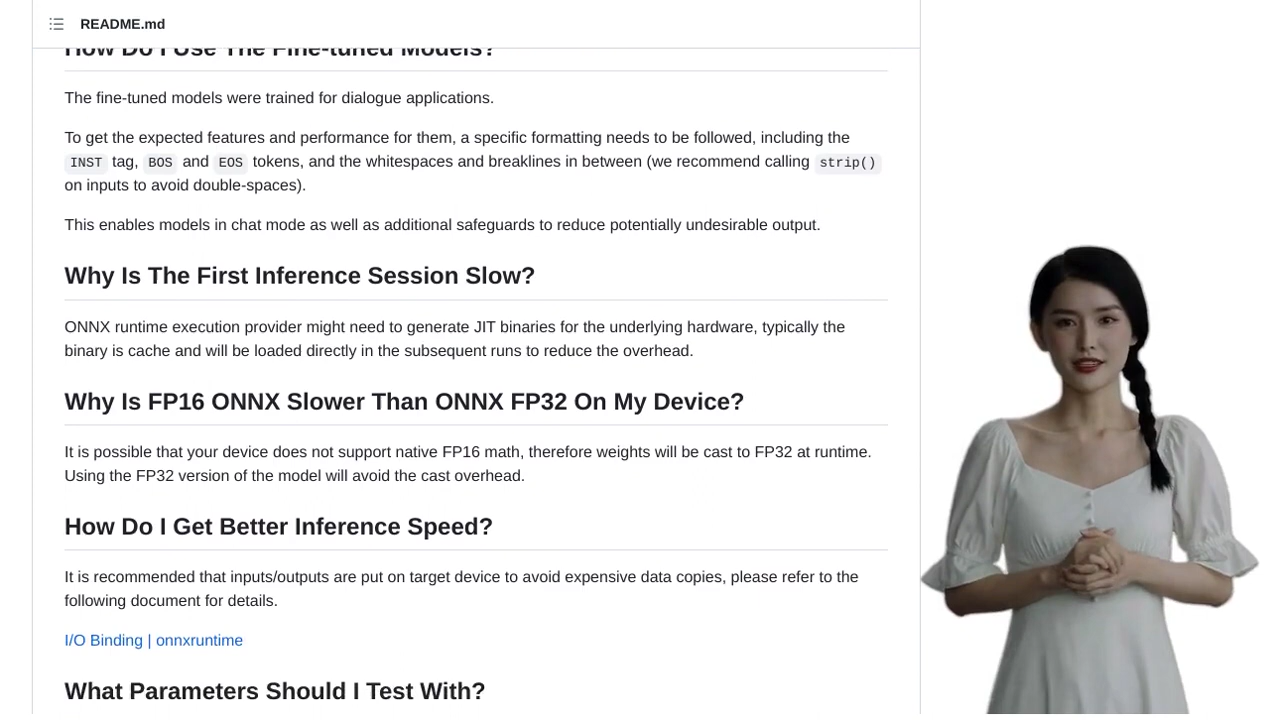 README.md
How Do I Use The Fine-tuned Models?
The fine-tuned models were trained for dialogue applications.
To get the expected features and performance for them, a specific formatting needs to be followed, including the
INST tag, BOS and EOS tokens, and the whitespaces and breaklines in between (we recommend calling strip()
on inputs to avoid double-spaces).
This enables models in chat mode as well as additional safeguards to reduce potentially undesirable output.
Why Is The First Inference Session Slow?
ONNX runtime execution provider might need to generate JIT binaries for the underlying hardware, typically the
binary is cache and will be loaded directly in the subsequent runs to reduce the overhead.
Why Is FP16 ONNX Slower Than ONNX FP32 On My Device?
It is possible that your device does not support native FP16 math, therefore weights will be cast to FP32 at runtime.
Using the FP32 version of the model will avoid the cast overhead.
How Do I Get Better Inference Speed?
It is recommended that inputs/outputs are put on target device to avoid expensive data copies, please refer to the
following document for details.
I/O Binding | onnxruntime
What Parameters Should I Test With?